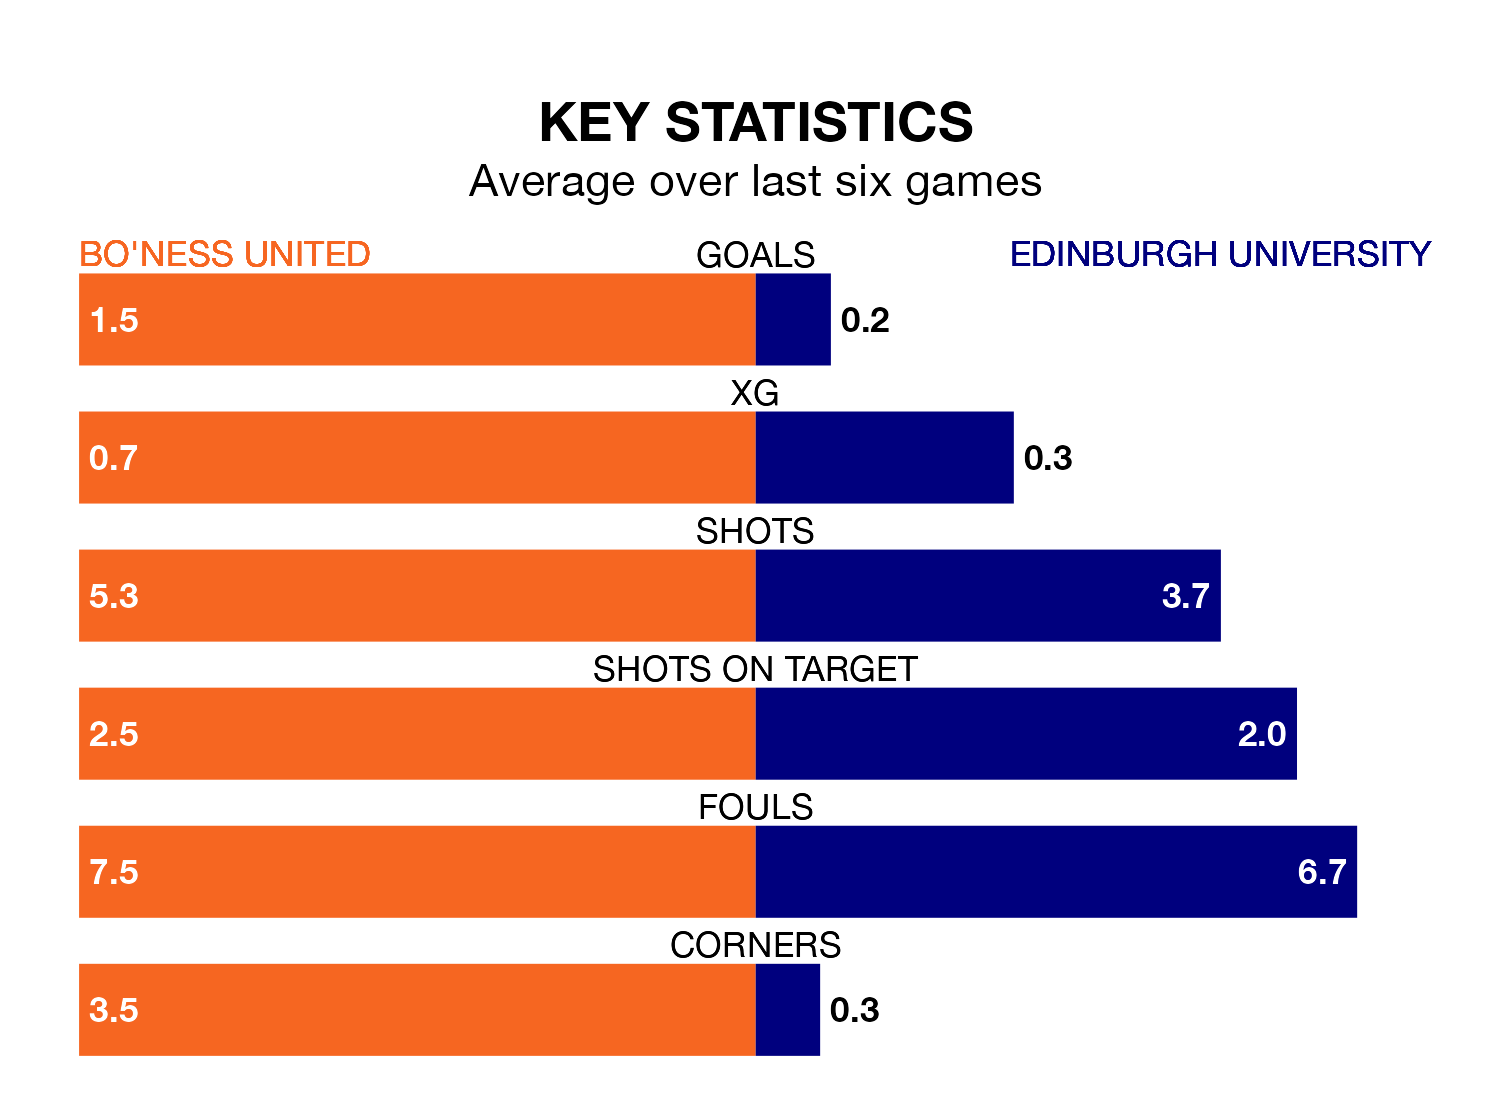 KEY STATISTICS
Average over last six games
BO'NESS UNITED GOALS EDINBURGH UNIVERSITY
1.5 0.2
XG
0.7 0.3
SHOTS
5.3 3.7
SHOTS ON TARGET
2.5 2.0
FOULS
7.5 6.7
CORNERS
3.5 0.3